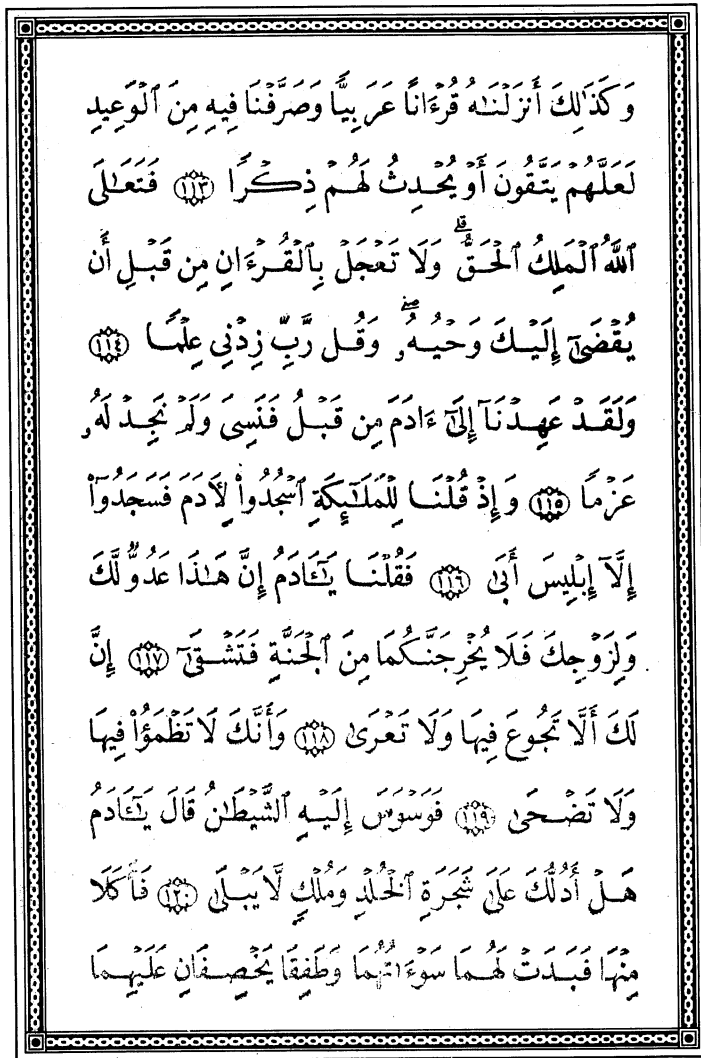 وَكَذَٰلِكَ أَنزَلْنَـٰهُ قُرْءَانًا عَرَبِيًّا وَصَرَّفْنَا فِيهِ مِنَ ٱلْوَعِيدِ
لَعَلَّهُمْ يَتَّقُونَ أَوْ يُحْدِثُ لَهُمْ ذِكْرًا ۝١١٣ فَتَعَـٰلَى
ٱللَّهُ ٱلْمَلِكُ ٱلْحَقُّ ۗ وَلَا تَعْجَلْ بِٱلْقُرْءَانِ مِن قَبْلِ أَن
يُقْضَىٰٓ إِلَيْكَ وَحْيُهُۥ ۖ وَقُل رَّبِّ زِدْنِى عِلْمًا ۝١١٤
وَلَقَدْ عَهِدْنَآ إِلَىٰٓ ءَادَمَ مِن قَبْلُ فَنَسِىَ وَلَمْ نَجِدْ لَهُۥ
عَزْمًا ۝١١٥ وَإِذْ قُلْنَا لِلْمَلَـٰٓئِكَةِ ٱسْجُدُوا۟ لِـَٔادَمَ فَسَجَدُوٓا۟
إِلَّآ إِبْلِيسَ أَبَىٰ ۝١١٦ فَقُلْنَا يَـٰٓـَٔادَمُ إِنَّ هَـٰذَا عَدُوٌّ لَّكَ
وَلِزَوْجِكَ فَلَا يُخْرِجَنَّكُمَا مِنَ ٱلْجَنَّةِ فَتَشْقَىٰٓ ۝١١٧ إِنَّ
لَكَ أَلَّا تَجُوعَ فِيهَا وَلَا تَعْرَىٰ ۝١١٨ وَأَنَّكَ لَا تَظْمَؤُا۟ فِيهَا
وَلَا تَضْحَىٰ ۝١١٩ فَوَسْوَسَ إِلَيْهِ ٱلشَّيْطَـٰنُ قَالَ يَـٰٓـَٔادَمُ
هَلْ أَدُلُّكَ عَلَىٰ شَجَرَةِ ٱلْخُلْدِ وَمُلْكٍ لَّا يَبْلَىٰ ۝١٢٠ فَأَكَلَا
مِنْهَا فَبَدَتْ لَهُمَا سَوْءَٰتُهُمَا وَطَفِقَا يَخْصِفَانِ عَلَيْهِمَا